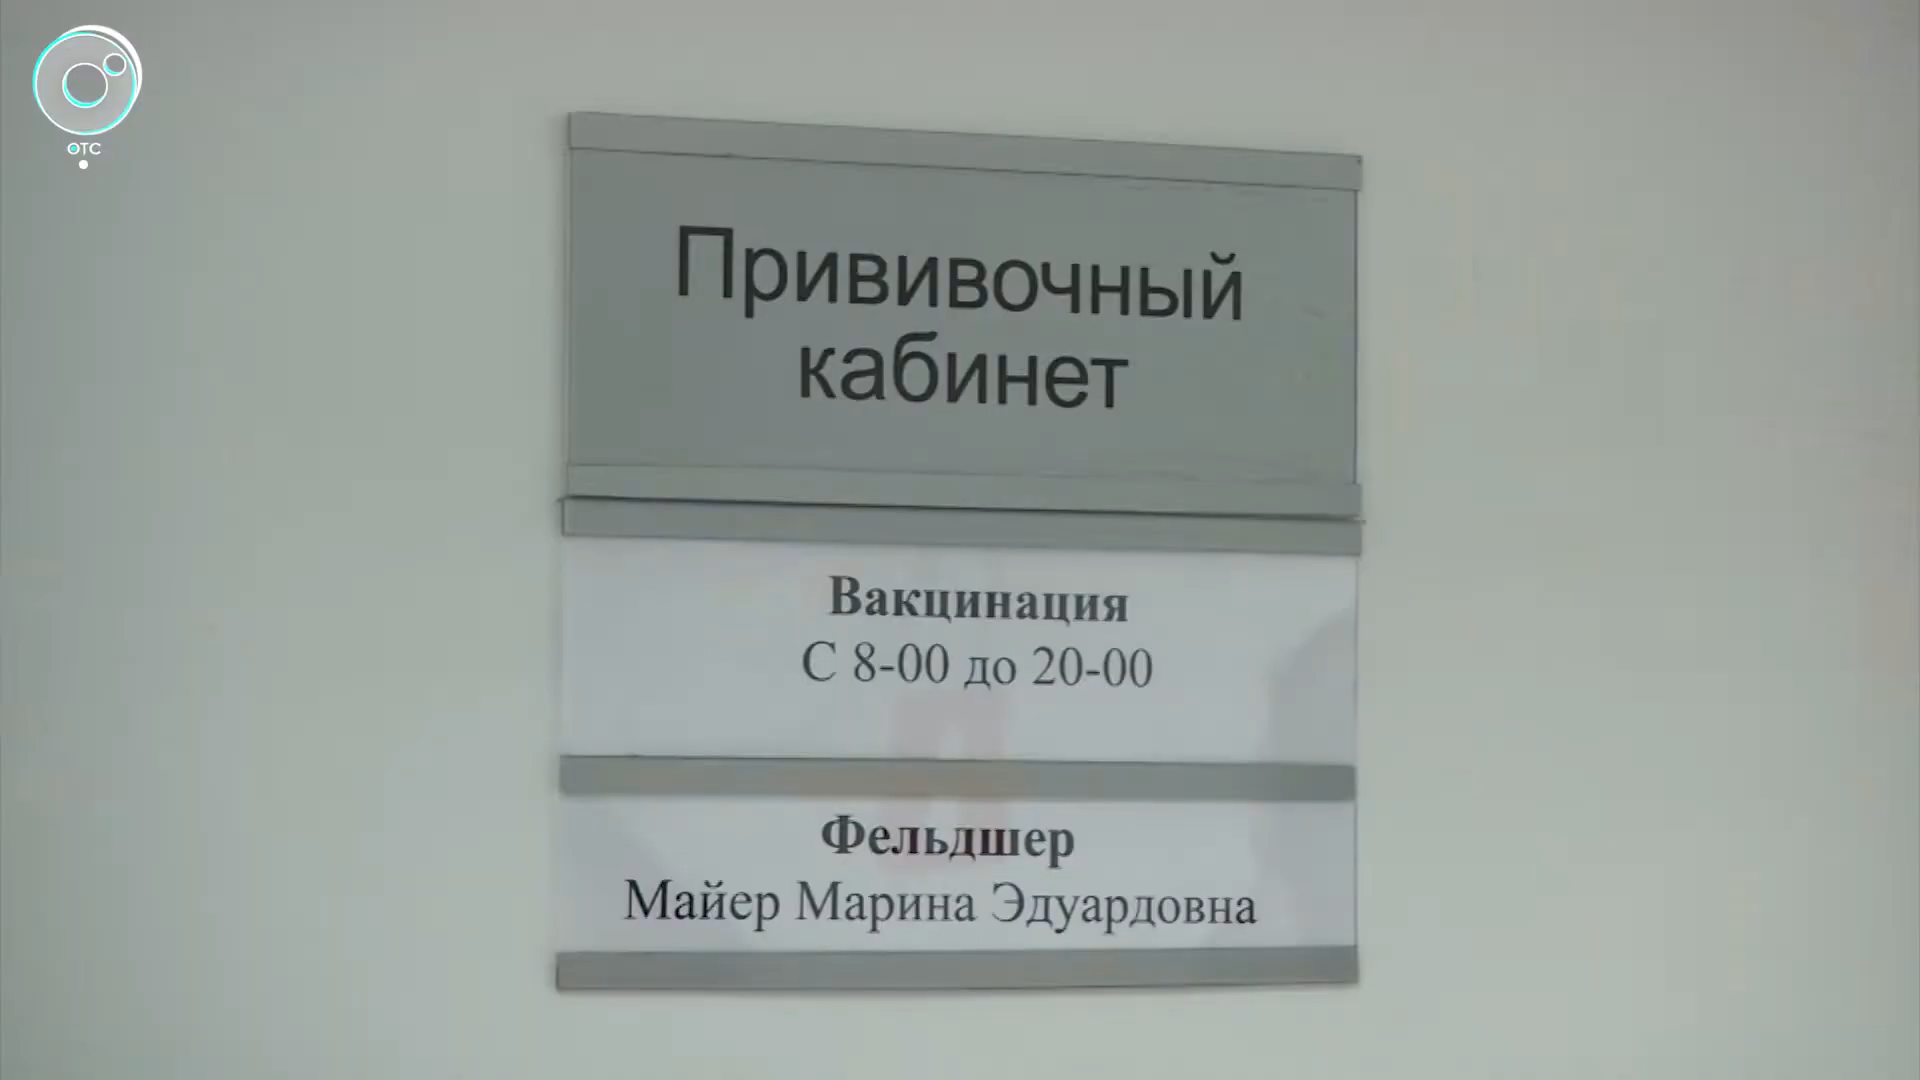 ОТС
Прививочный
кабинет
Вакцинация
С 8-00 до 20-00
Фельдшер
Майер Марина Эдуардовна